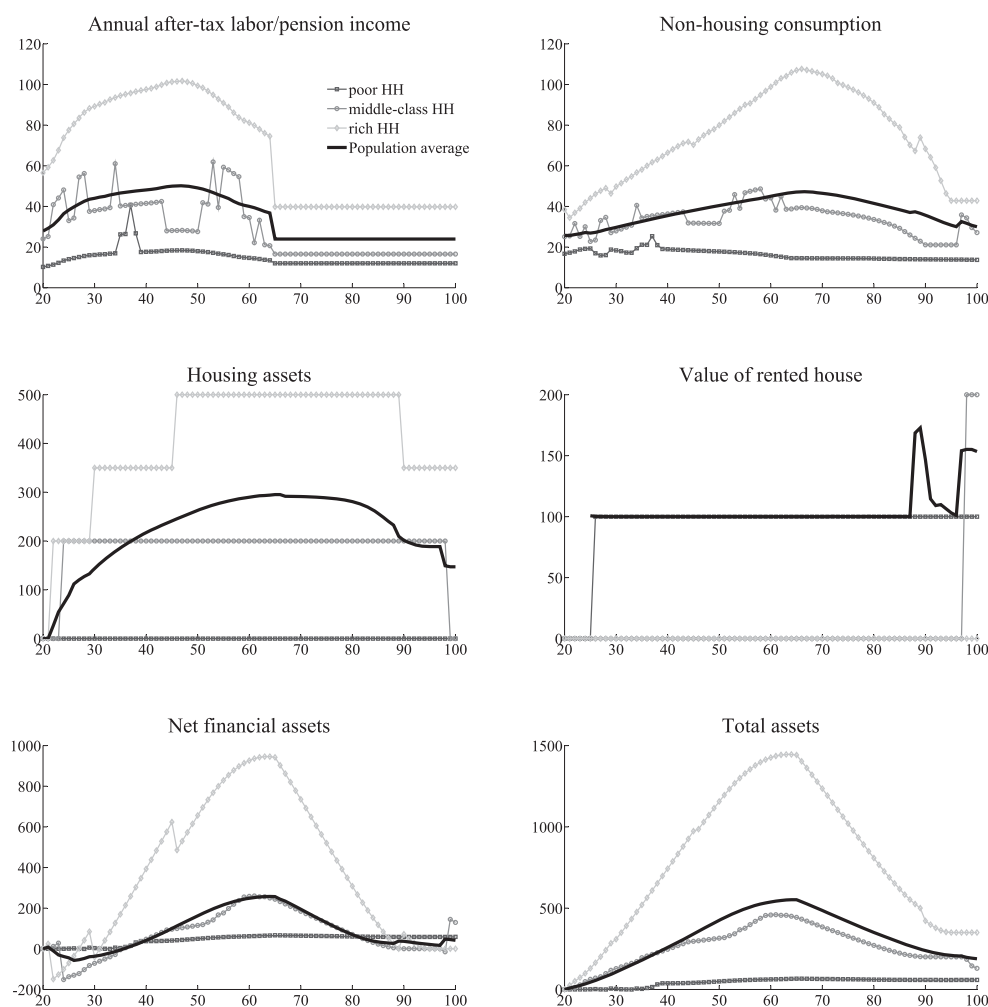 Annual after-tax labor/pension income
120
100
80
60
40
20
0
20 30 40 50 60 70 80 90 100
poor HH
middle-class HH
rich HH
Population average
Non-housing consumption
120
100
80
60
40
20
0
20 30 40 50 60 70 80 90 100
Housing assets
500
400
300
200
100
0
20 30 40 50 60 70 80 90 100
Value of rented house
200
150
100
50
0
20 30 40 50 60 70 80 90 100
Net financial assets
1000
800
600
400
200
0
-200
20 30 40 50 60 70 80 90 100
Total assets
1500
1000
500
0
20 30 40 50 60 70 80 90 100